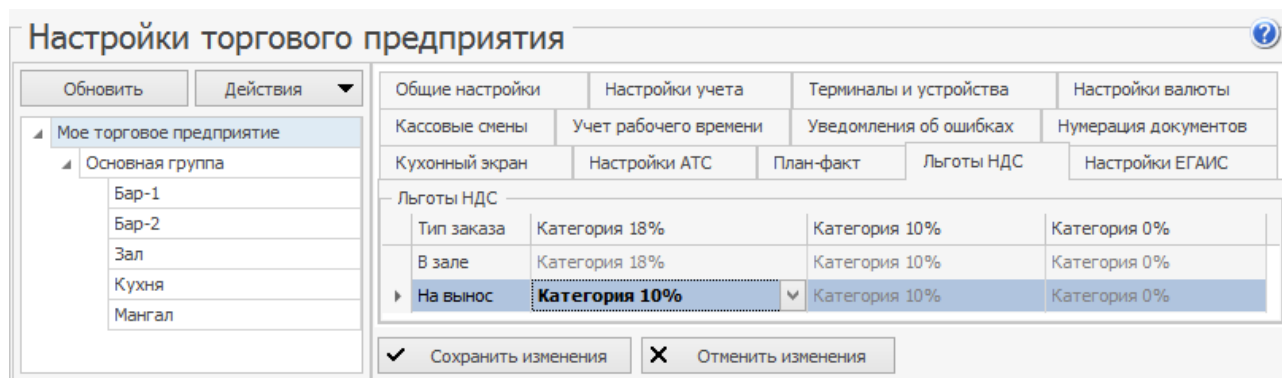 Настройки торгового предприятия
Обновить Действия
Мое торговое предприятие
Основная группа
Бар-1
Бар-2
Зал
Кухня
Мангал
Общие настройки Настройки учета Терминалы и устройства Настройки валюты
Кассовые смены Учет рабочего времени Уведомления об ошибках Нумерация документов
Кухонный экран Настройки АТС План-факт Льготы НДС Настройки ЕГАИС
Льготы НДС
Тип заказа Категория 18% Категория 10% Категория 0%
В зале Категория 18% Категория 10% Категория 0%
На вынос Категория 10% Категория 10% Категория 0%
Сохранить изменения Отменить изменения